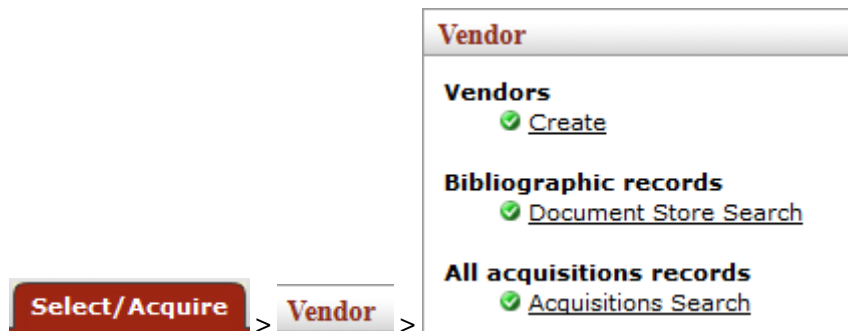 Vendor
Vendors
Create
Bibliographic records
Document Store Search
All acquisitions records
Select/Acquire > Vendor > Acquisitions Search